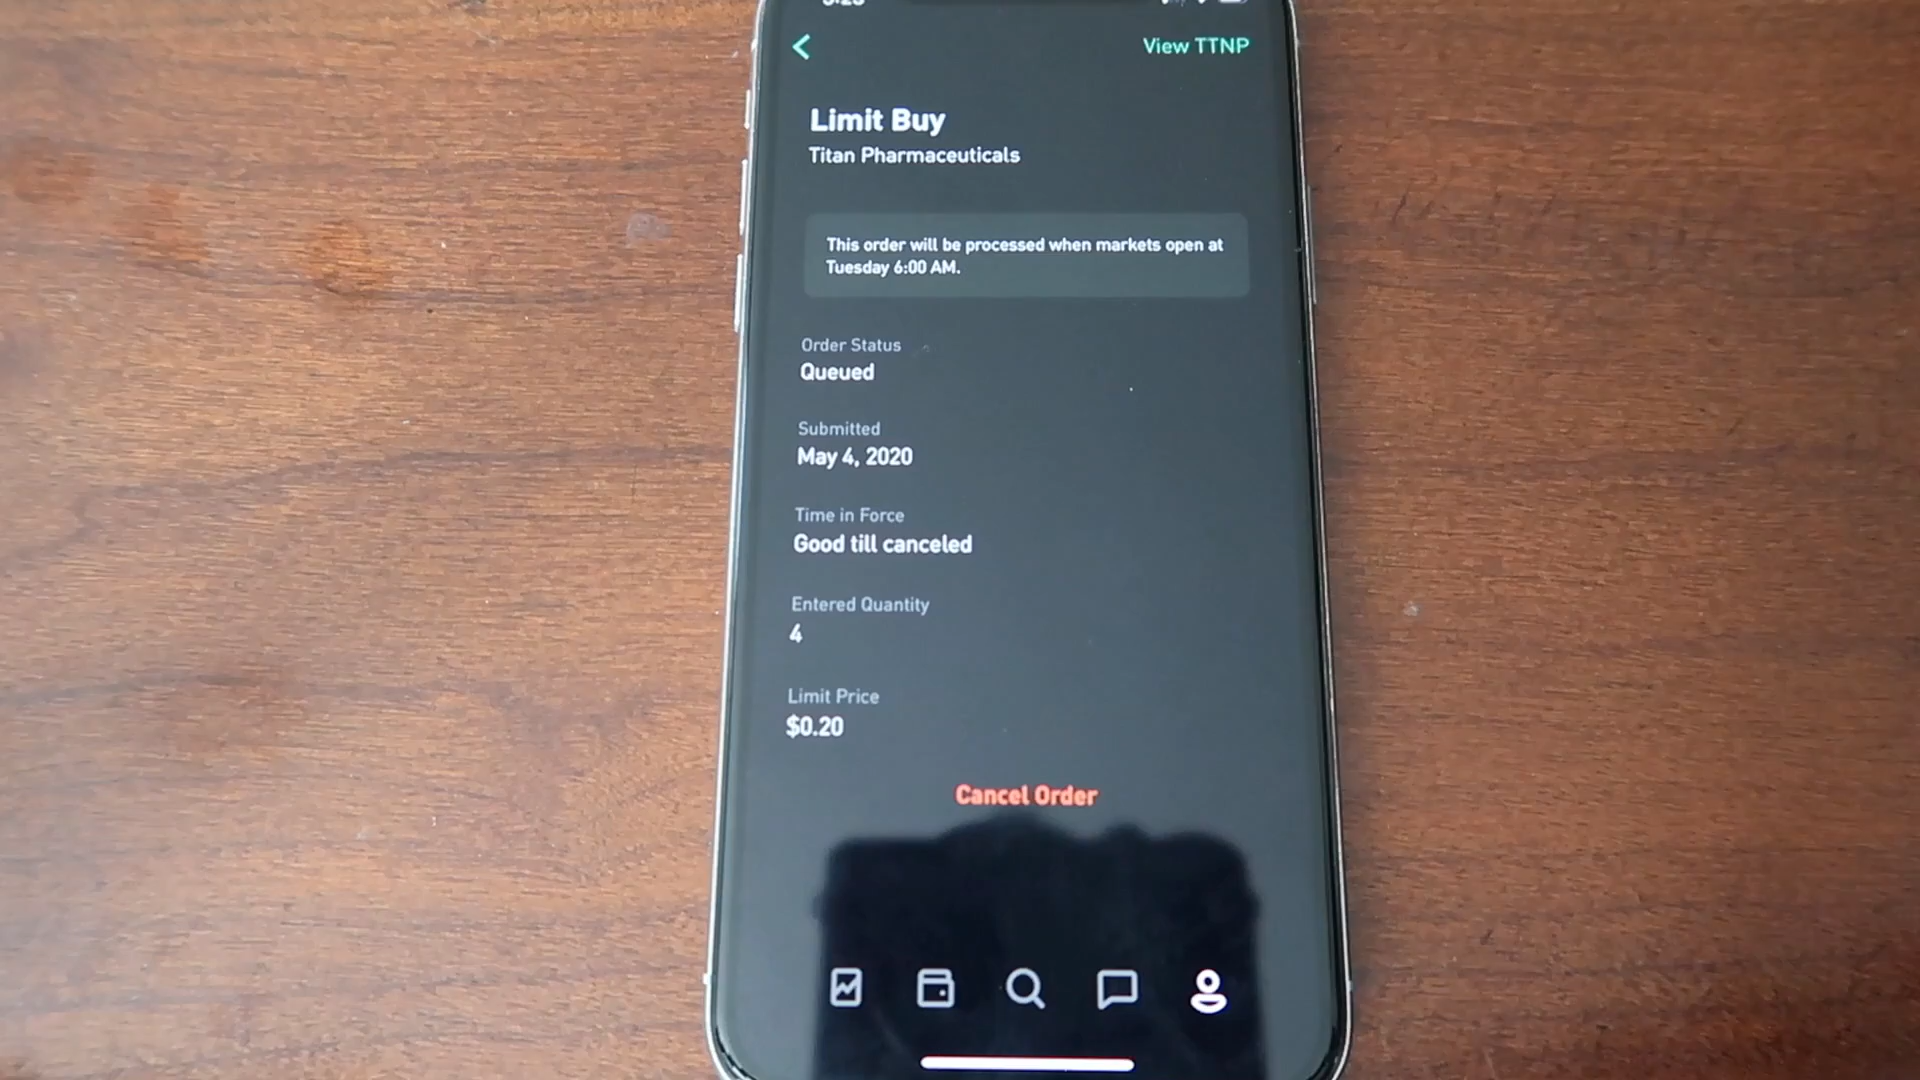 View TTNP
Limit Buy
Titan Pharmaceuticals
This order will be processed when markets open at
Tuesday 6:00 AM.
Order Status
Queued
Submitted
May 4, 2020
Time in Force
Good till canceled
Entered Quantity
4
Limit Price
$0.20
Cancel Order